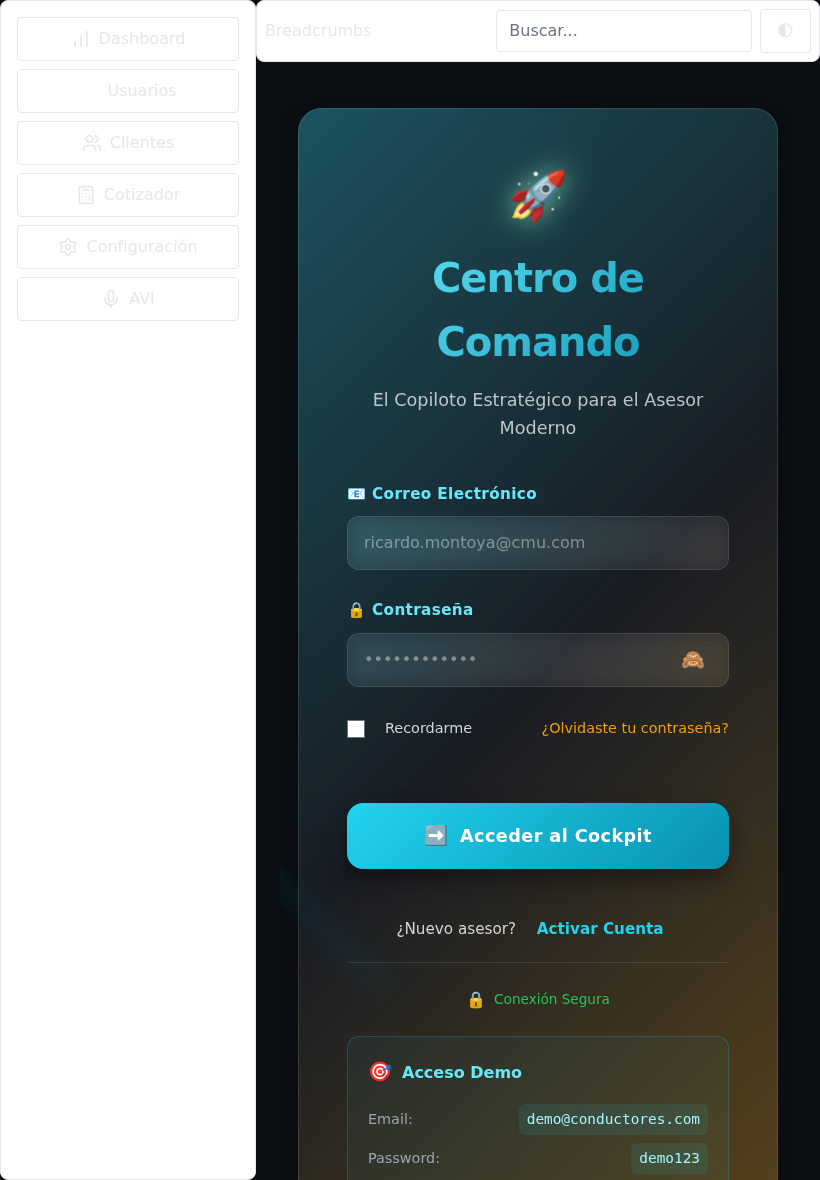 Dashboard
Usuarios
Clientes
Cotizador
Configuración
AVI
Breadcrumbs
Buscar...
Centro de
Comando
El Copiloto Estratégico para el Asesor
Moderno
📧 Correo Electrónico
ricardo.montoya@cmu.com
🔒 Contraseña
••••••••••••
Recordarme
¿Olvidaste tu contraseña?
➡️ Acceder al Cockpit
¿Nuevo asesor? Activar Cuenta
🔒 Conexión Segura
🎯 Acceso Demo
Email: demo@conductores.com
Password: demo123